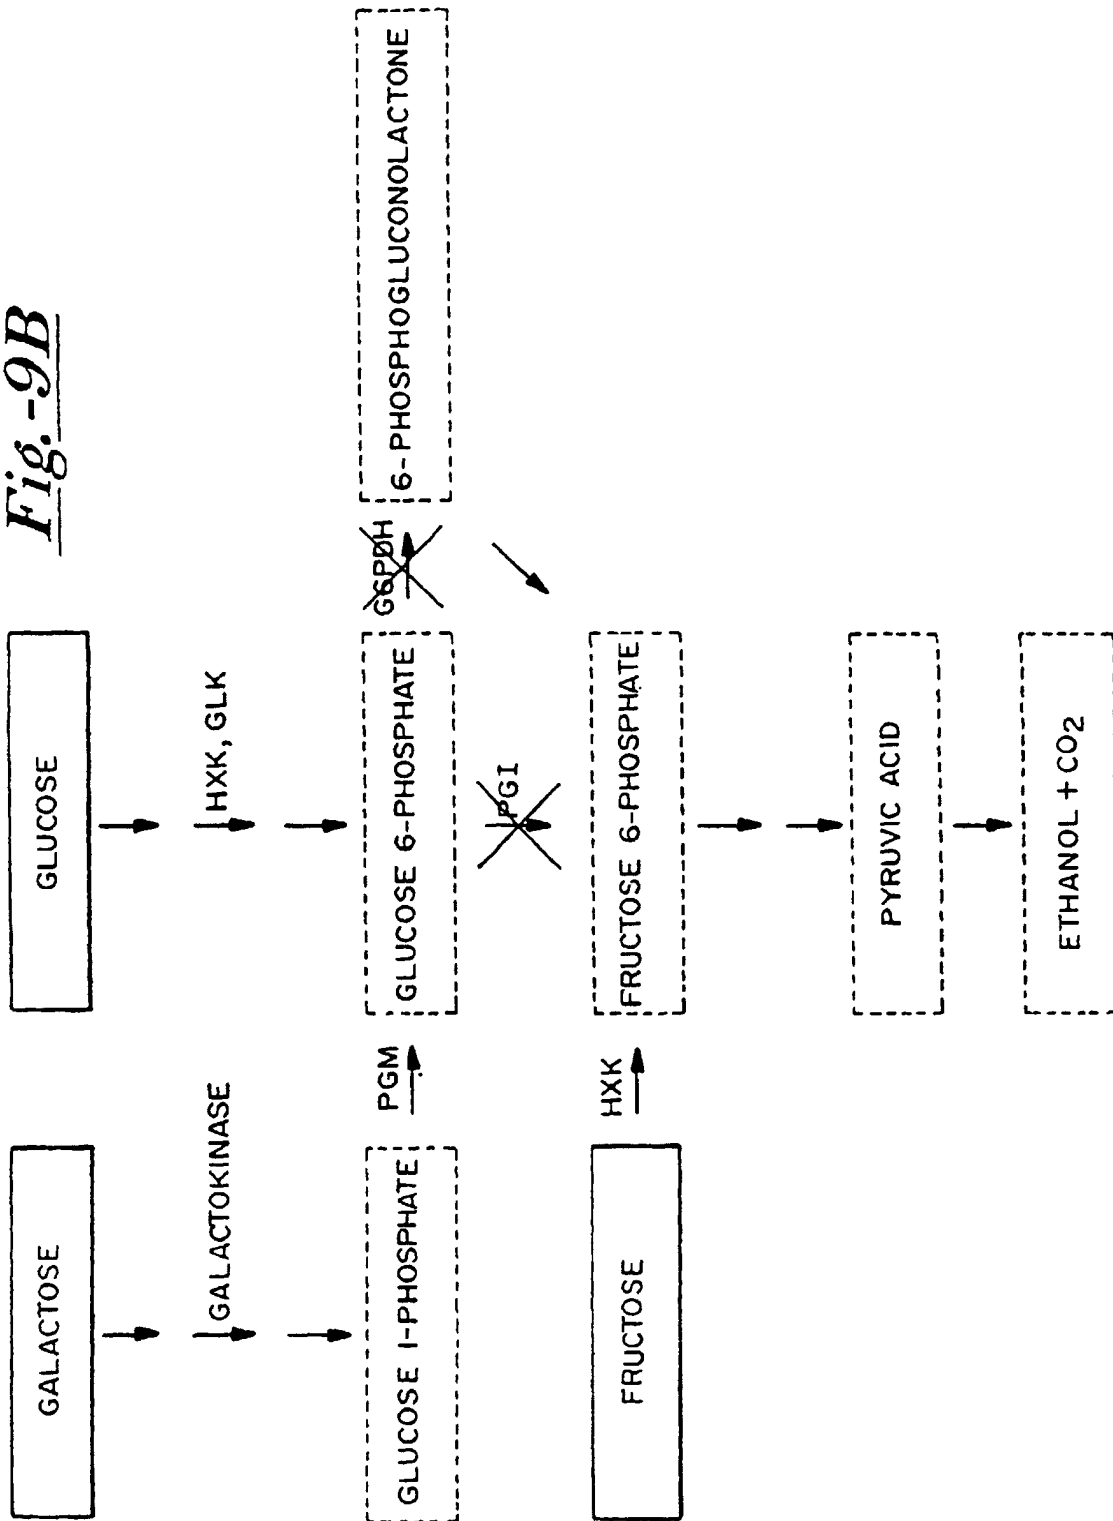 Fig.-9B
GALACTOSE
GLUCOSE
GALACTOKINASE
HXK, GLK
GLUCOSE 1-PHOSPHATE
PGM
GLUCOSE 6-PHOSPHATE
G6PDH
6-PHOSPHOGLUCONOLACTONE
PGI
FRUCTOSE
HXK
FRUCTOSE 6-PHOSPHATE
PYRUVIC ACID
ETHANOL + CO2